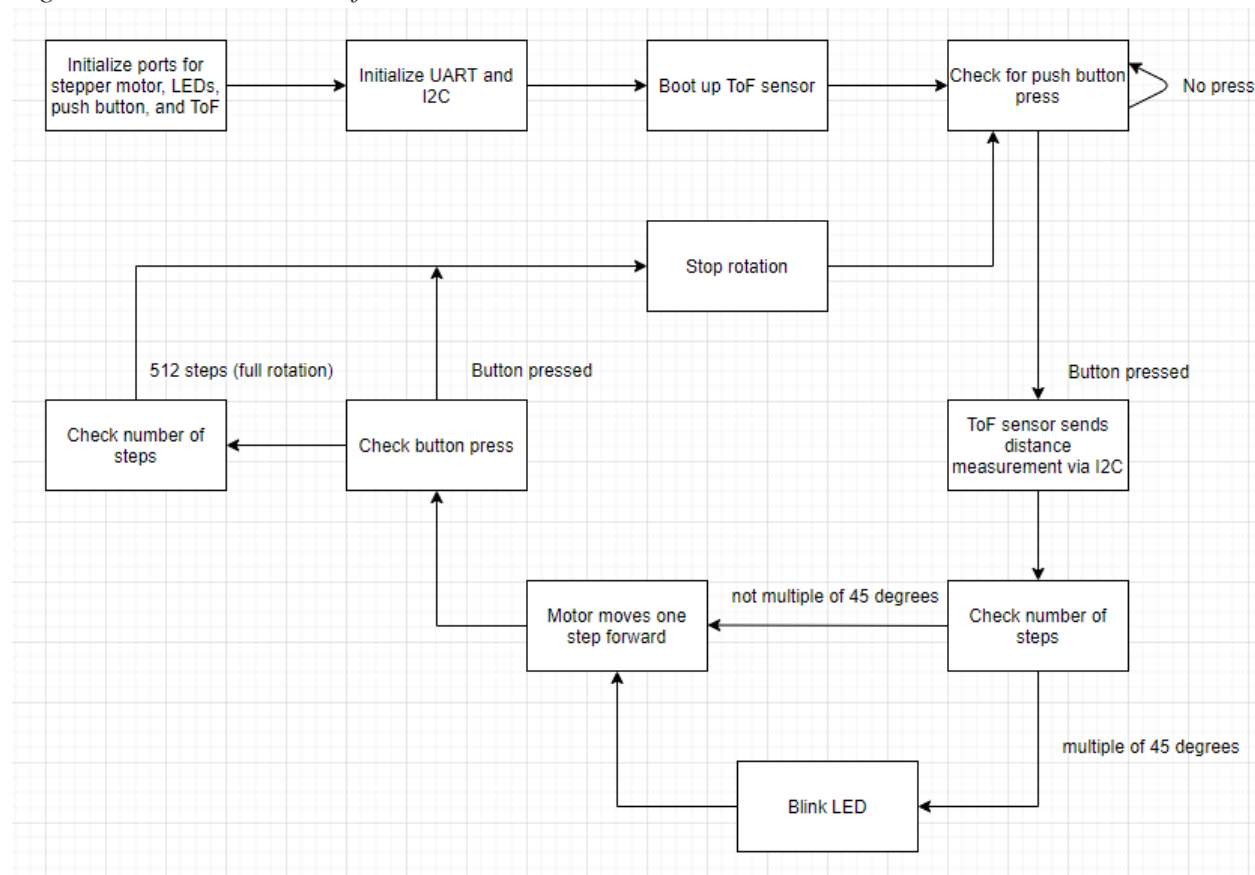 Initialize ports for
stepper motor, LEDs,
push button, and ToF
Initialize UART and
I2C
Boot up ToF sensor
Check for push button
press
No press
Stop rotation
512 steps (full rotation)
Button pressed
Button pressed
Check number of
steps
Check button press
ToF sensor sends
distance
measurement via I2C
Motor moves one
step forward
not multiple of 45 degrees
Check number of
steps
multiple of 45 degrees
Blink LED